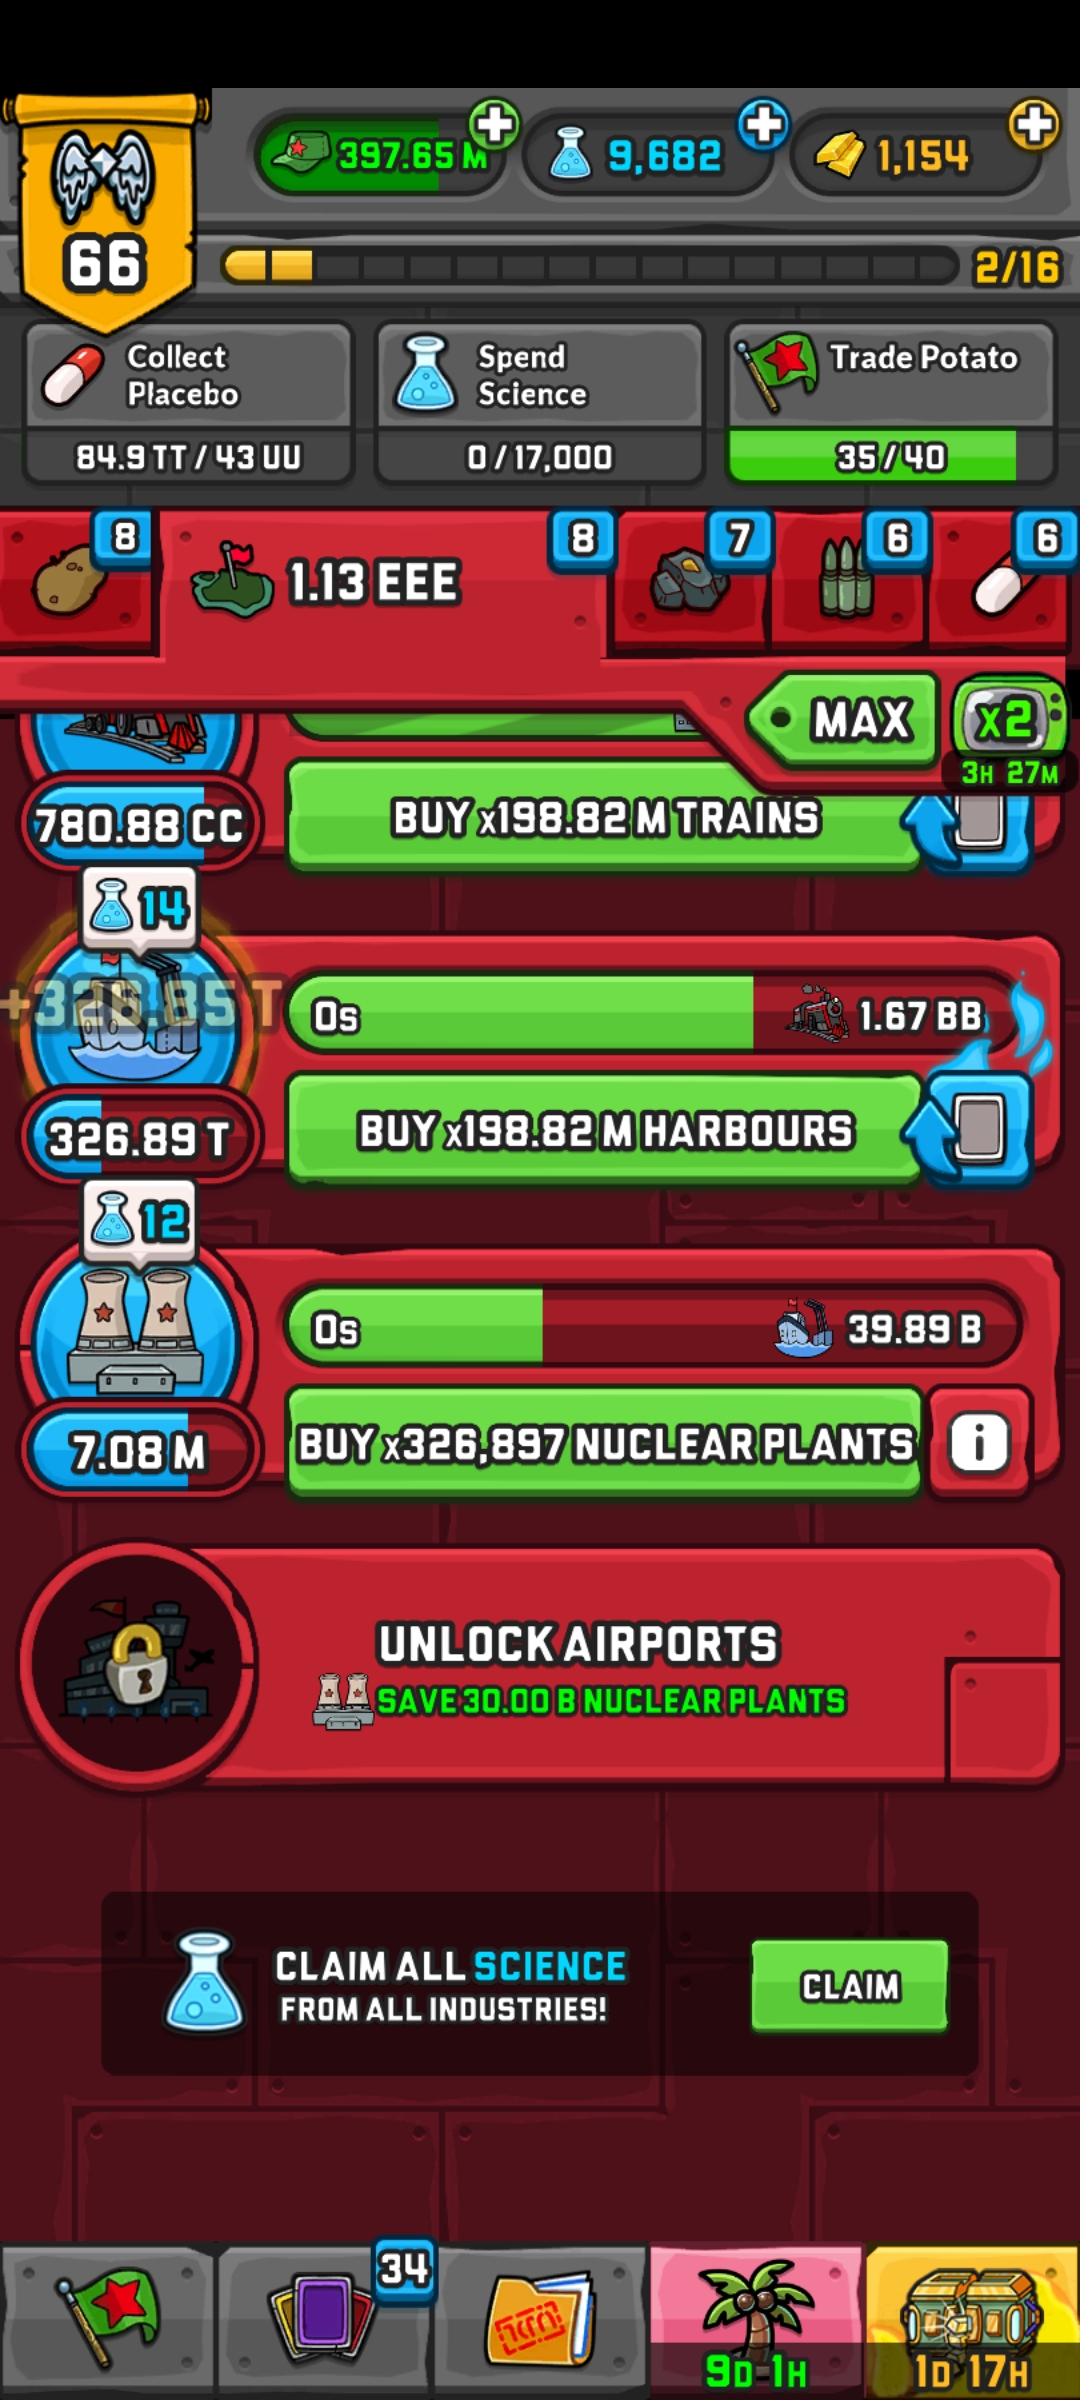 66
397.65 M
9,682
1,154
2/16
Collect
Placebo
84.9 TT / 43 UU
Spend
Science
0 / 17,000
Trade Potato
35 / 40
8
1.13 EEE
8
7
6
6
MAX
x2
3H 27M
780.88 CC
BUY x198.82 M TRAINS
14
+326.85 T
0s
1.67 BB
326.89 T
BUY x198.82 M HARBOURS
12
0s
39.89 B
7.08 M
BUY x326,897 NUCLEAR PLANTS
i
UNLOCK AIRPORTS
SAVE 30.00 B NUCLEAR PLANTS
CLAIM ALL SCIENCE
FROM ALL INDUSTRIES!
CLAIM
34
9D 1H
1D 17H